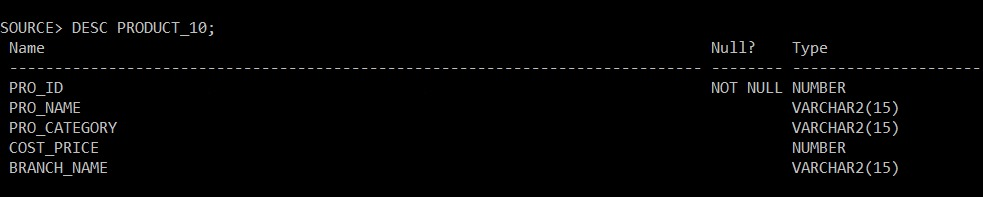 SOURCE> DESC PRODUCT_10;
Name Null? Type
----------------------------------------------------------------------------- -------- ---------------------
PRO_ID NOT NULL NUMBER
PRO_NAME VARCHAR2(15)
PRO_CATEGORY VARCHAR2(15)
COST_PRICE NUMBER
BRANCH_NAME VARCHAR2(15)